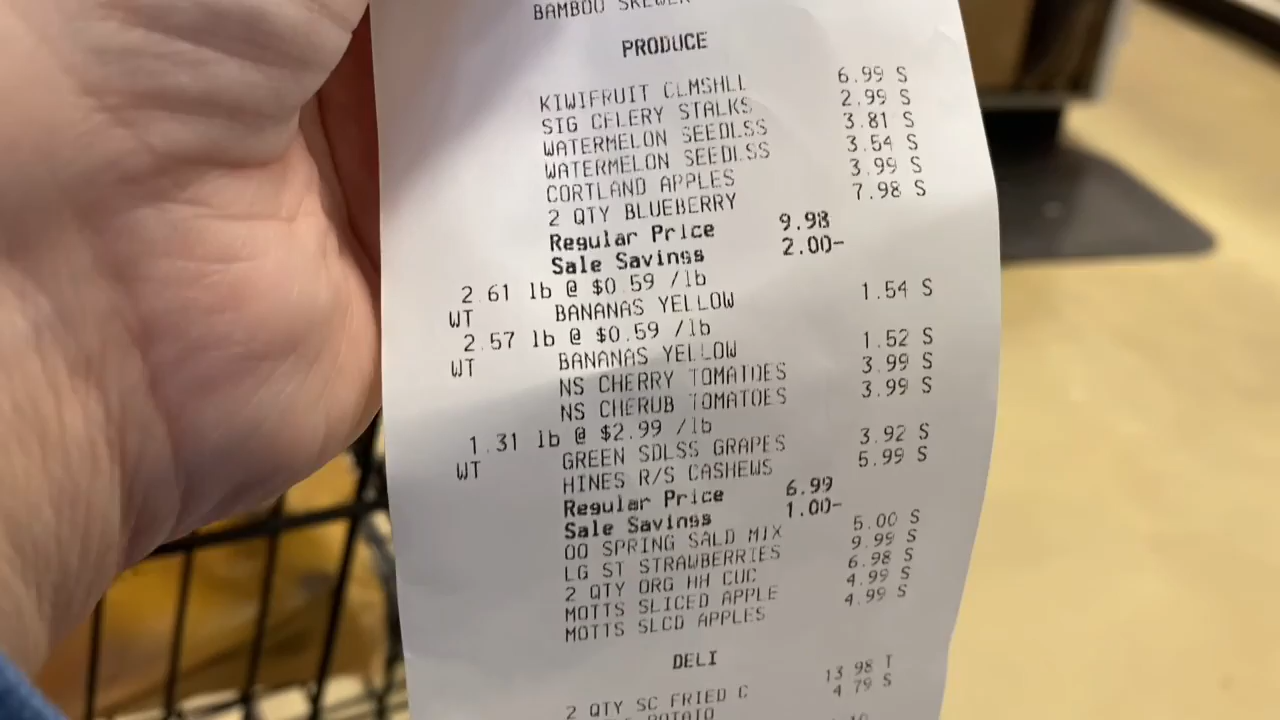 BAMBOO SKEWER
PRODUCE
KIWIFRUIT CLMSHLL 6.99 S
SIG CELERY STALKS 2.99 S
WATERMELON SEEDLSS 3.81 S
WATERMELON SEEDLSS 3.54 S
CORTLAND APPLES 3.99 S
2 QTY BLUEBERRY 7.98 S
Regular Price 9.98
Sale Savings 2.00-
2.61 lb @ $0.59 /lb
WT BANANAS YELLOW 1.54 S
2.57 lb @ $0.59 /lb
WT BANANAS YELLOW 1.52 S
NS CHERRY TOMATOES 3.99 S
NS CHERUB TOMATOES 3.99 S
1.31 lb @ $2.99 /lb
WT GREEN SDLSS GRAPES 3.92 S
HINES R/S CASHEWS 5.99 S
Regular Price 6.99
Sale Savings 1.00-
OO SPRING SALD MIX 5.00 S
LG ST STRAWBERRIES 9.99 S
2 QTY ORG HH CUC 6.98 S
MOTTS SLICED APPLE 4.99 S
MOTTS SLCD APPLES 4.99 S
DELI
2 QTY SC FRIED C 13.98 T
POTATO 4.79 S